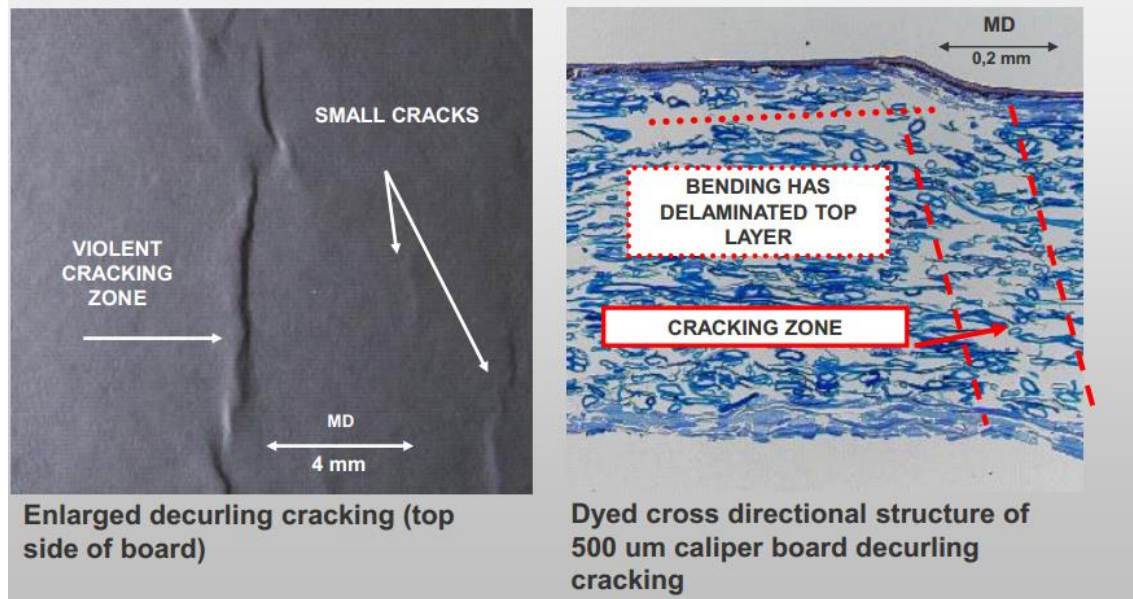 SMALL CRACKS
VIOLENT
CRACKING
ZONE
MD
4 mm
Enlarged decurling cracking (top
side of board)
MD
0,2 mm
BENDING HAS
DELAMINATED TOP
LAYER
CRACKING ZONE
Dyed cross directional structure of
500 um caliper board decurling
cracking